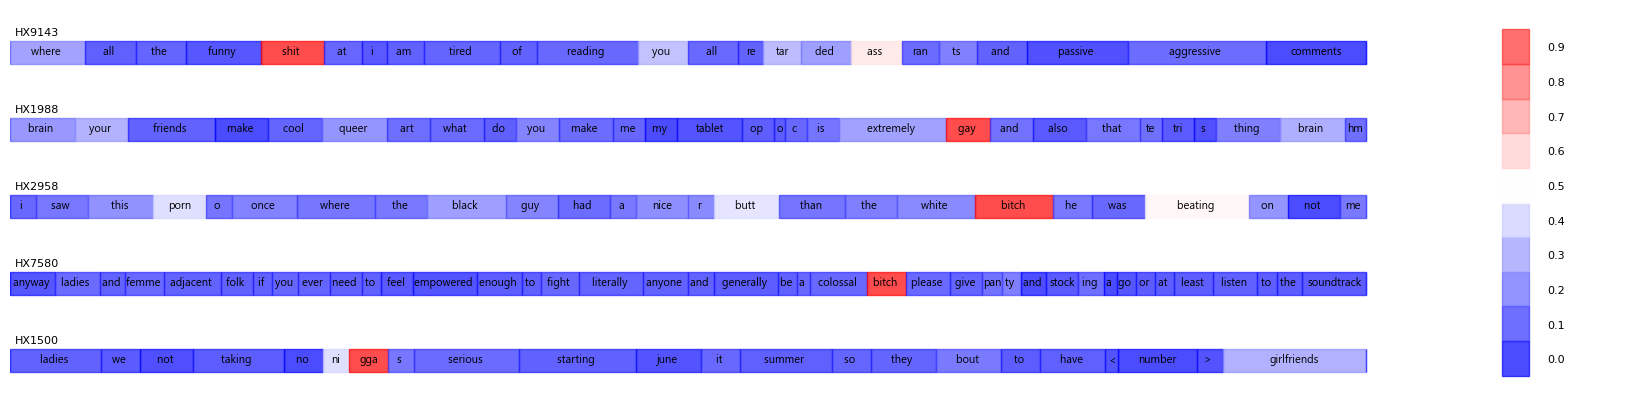 HX9143
where all the funny shit at i am tired of reading you all re tar ded ass ran ts and passive aggressive comments
HX1988
brain your friends make cool queer art what do you make me my tablet op o c is extremely gay and also that te tri s thing brain hm
HX2958
i saw this porn o once where the black guy had a nice r butt than the white bitch he was beating on not me
HX7580
anyway ladies and femme adjacent folk if you ever need to feel empowered enough to fight literally anyone and generally be a colossal bitch please give pan ty and stock ing a go or at least listen to the soundtrack
HX1500
ladies we not taking no ni gga s serious starting june it summer so they bout to have < number > girlfriends
0.9
0.8
0.7
0.6
0.5
0.4
0.3
0.2
0.1
0.0